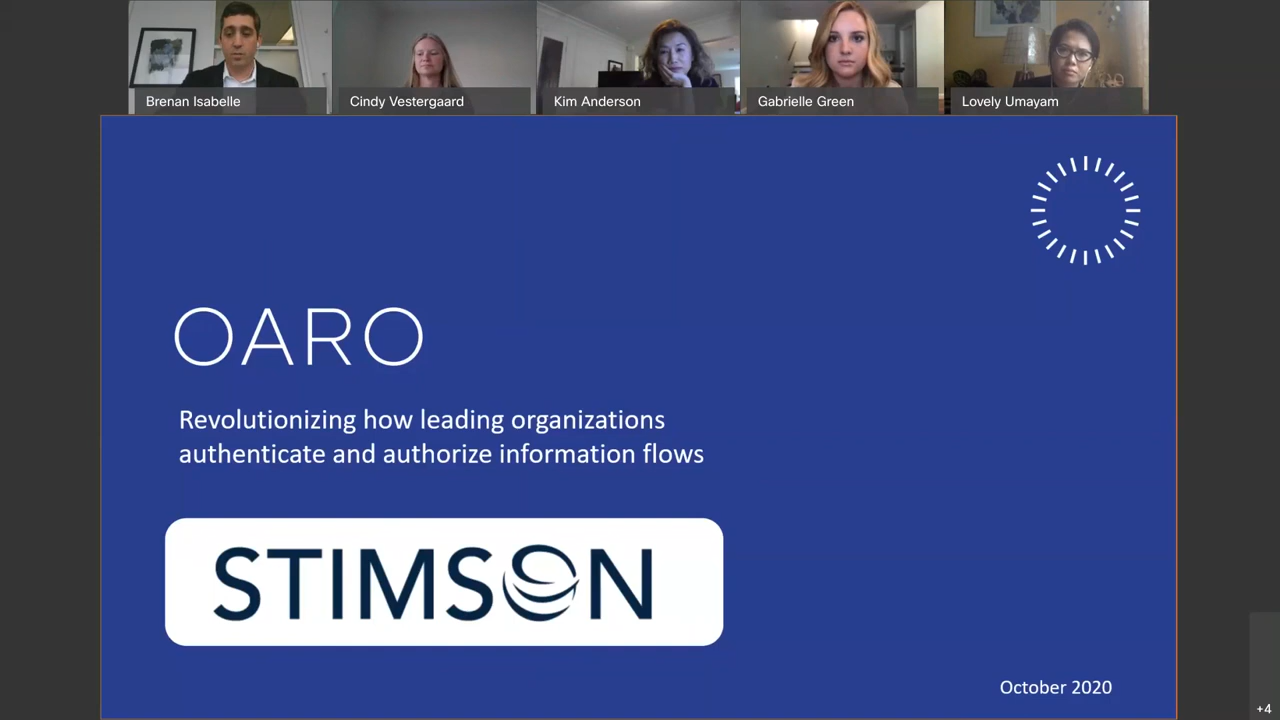 Brenan Isabelle
Cindy Vestergaard
Kim Anderson
Gabrielle Green
Lovely Umayam
OARO
Revolutionizing how leading organizations
authenticate and authorize information flows
STIMSON
October 2020
+4